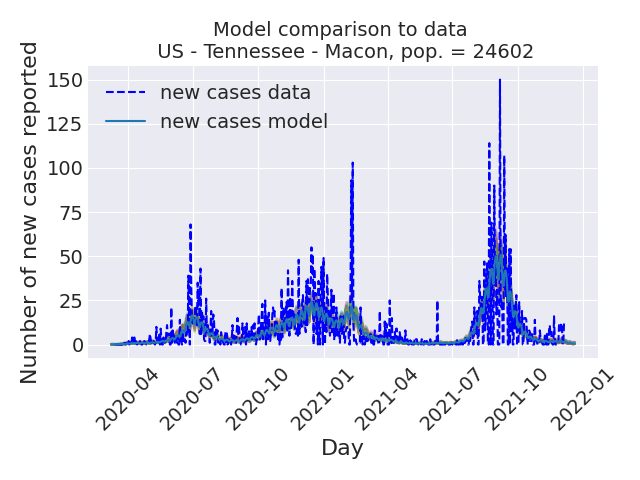 Model comparison to data
US - Tennessee - Macon, pop. = 24602
new cases data
new cases model
Number of new cases reported
150
125
100
75
50
25
0
2020-04
2020-07
2020-10
2021-01
2021-04
2021-07
2021-10
2022-01
Day